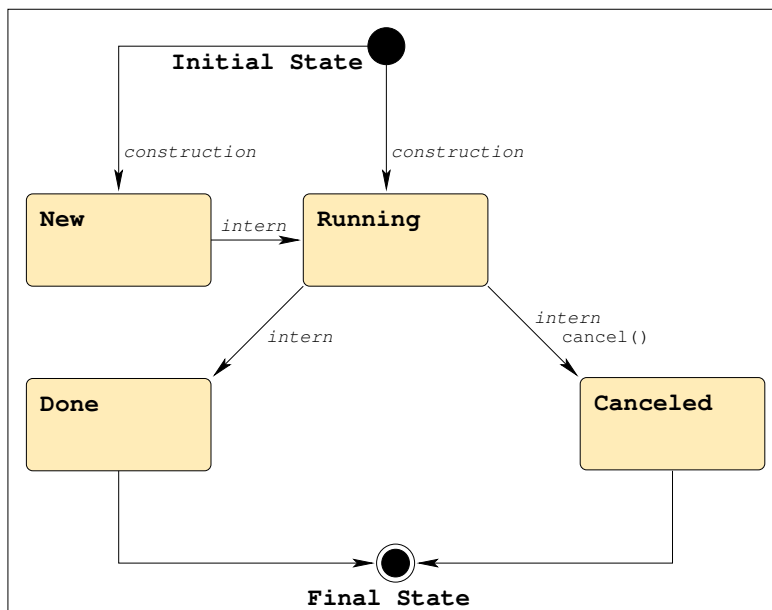 Initial State
construction
construction
New
intern
Running
intern
intern
cancel()
Done
Canceled
Final State